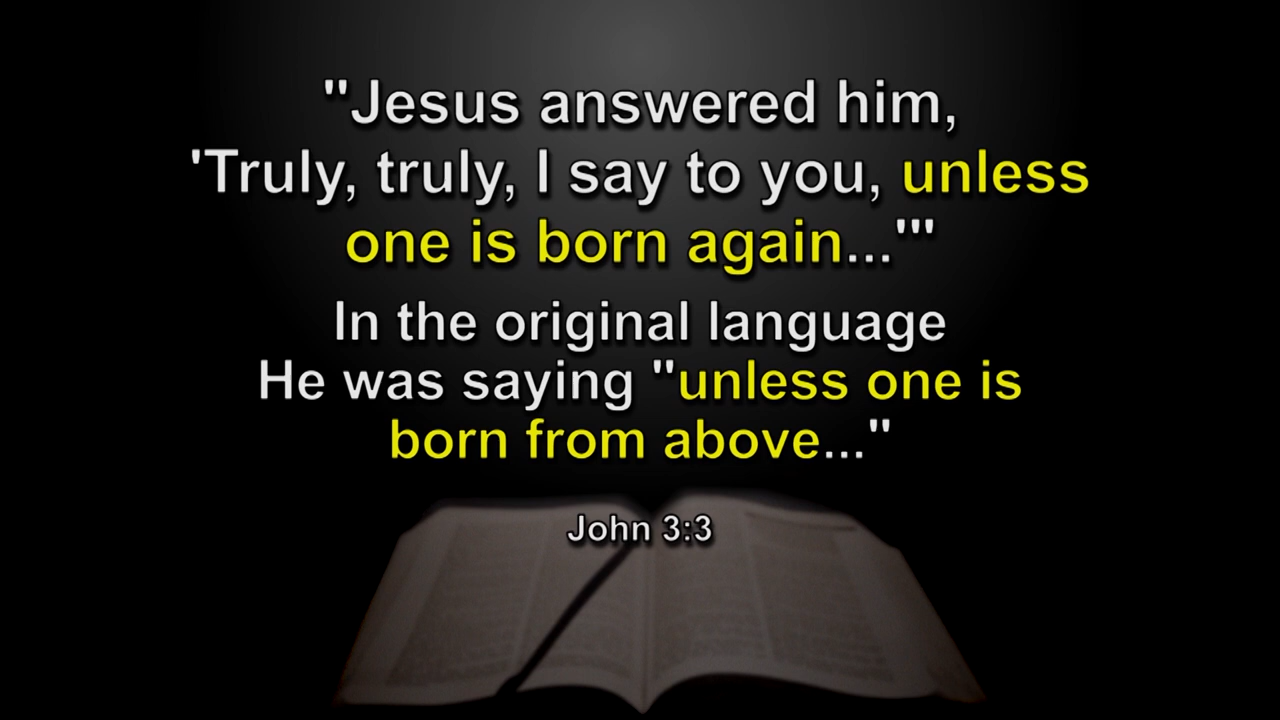 "Jesus answered him,
'Truly, truly, I say to you, unless
one is born again...'"
In the original language
He was saying "unless one is
born from above..."
John 3:3